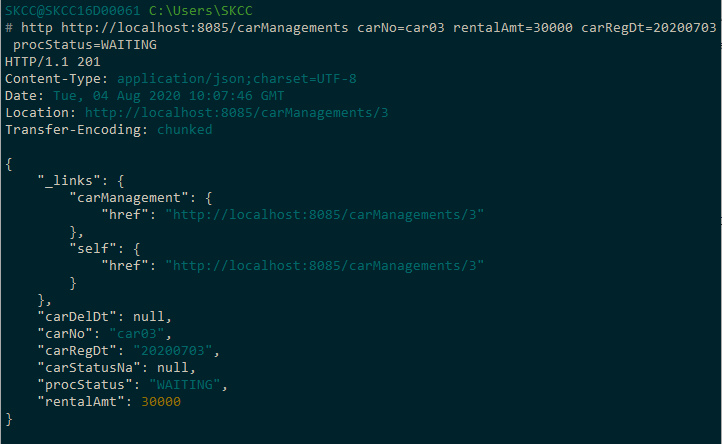 SKCC@SKCC16D00061 C:\Users\SKCC
# http http://localhost:8085/carManagements carNo=car03 rentalAmt=30000 carRegDt=20200703
 procStatus=WAITING
HTTP/1.1 201
Content-Type: application/json;charset=UTF-8
Date: Tue, 04 Aug 2020 10:07:46 GMT
Location: http://localhost:8085/carManagements/3
Transfer-Encoding: chunked

{
    "_links": {
        "carManagement": {
            "href": "http://localhost:8085/carManagements/3"
        },
        "self": {
            "href": "http://localhost:8085/carManagements/3"
        }
    },
    "carDelDt": null,
    "carNo": "car03",
    "carRegDt": "20200703",
    "carStatusNa": null,
    "procStatus": "WAITING",
    "rentalAmt": 30000
}